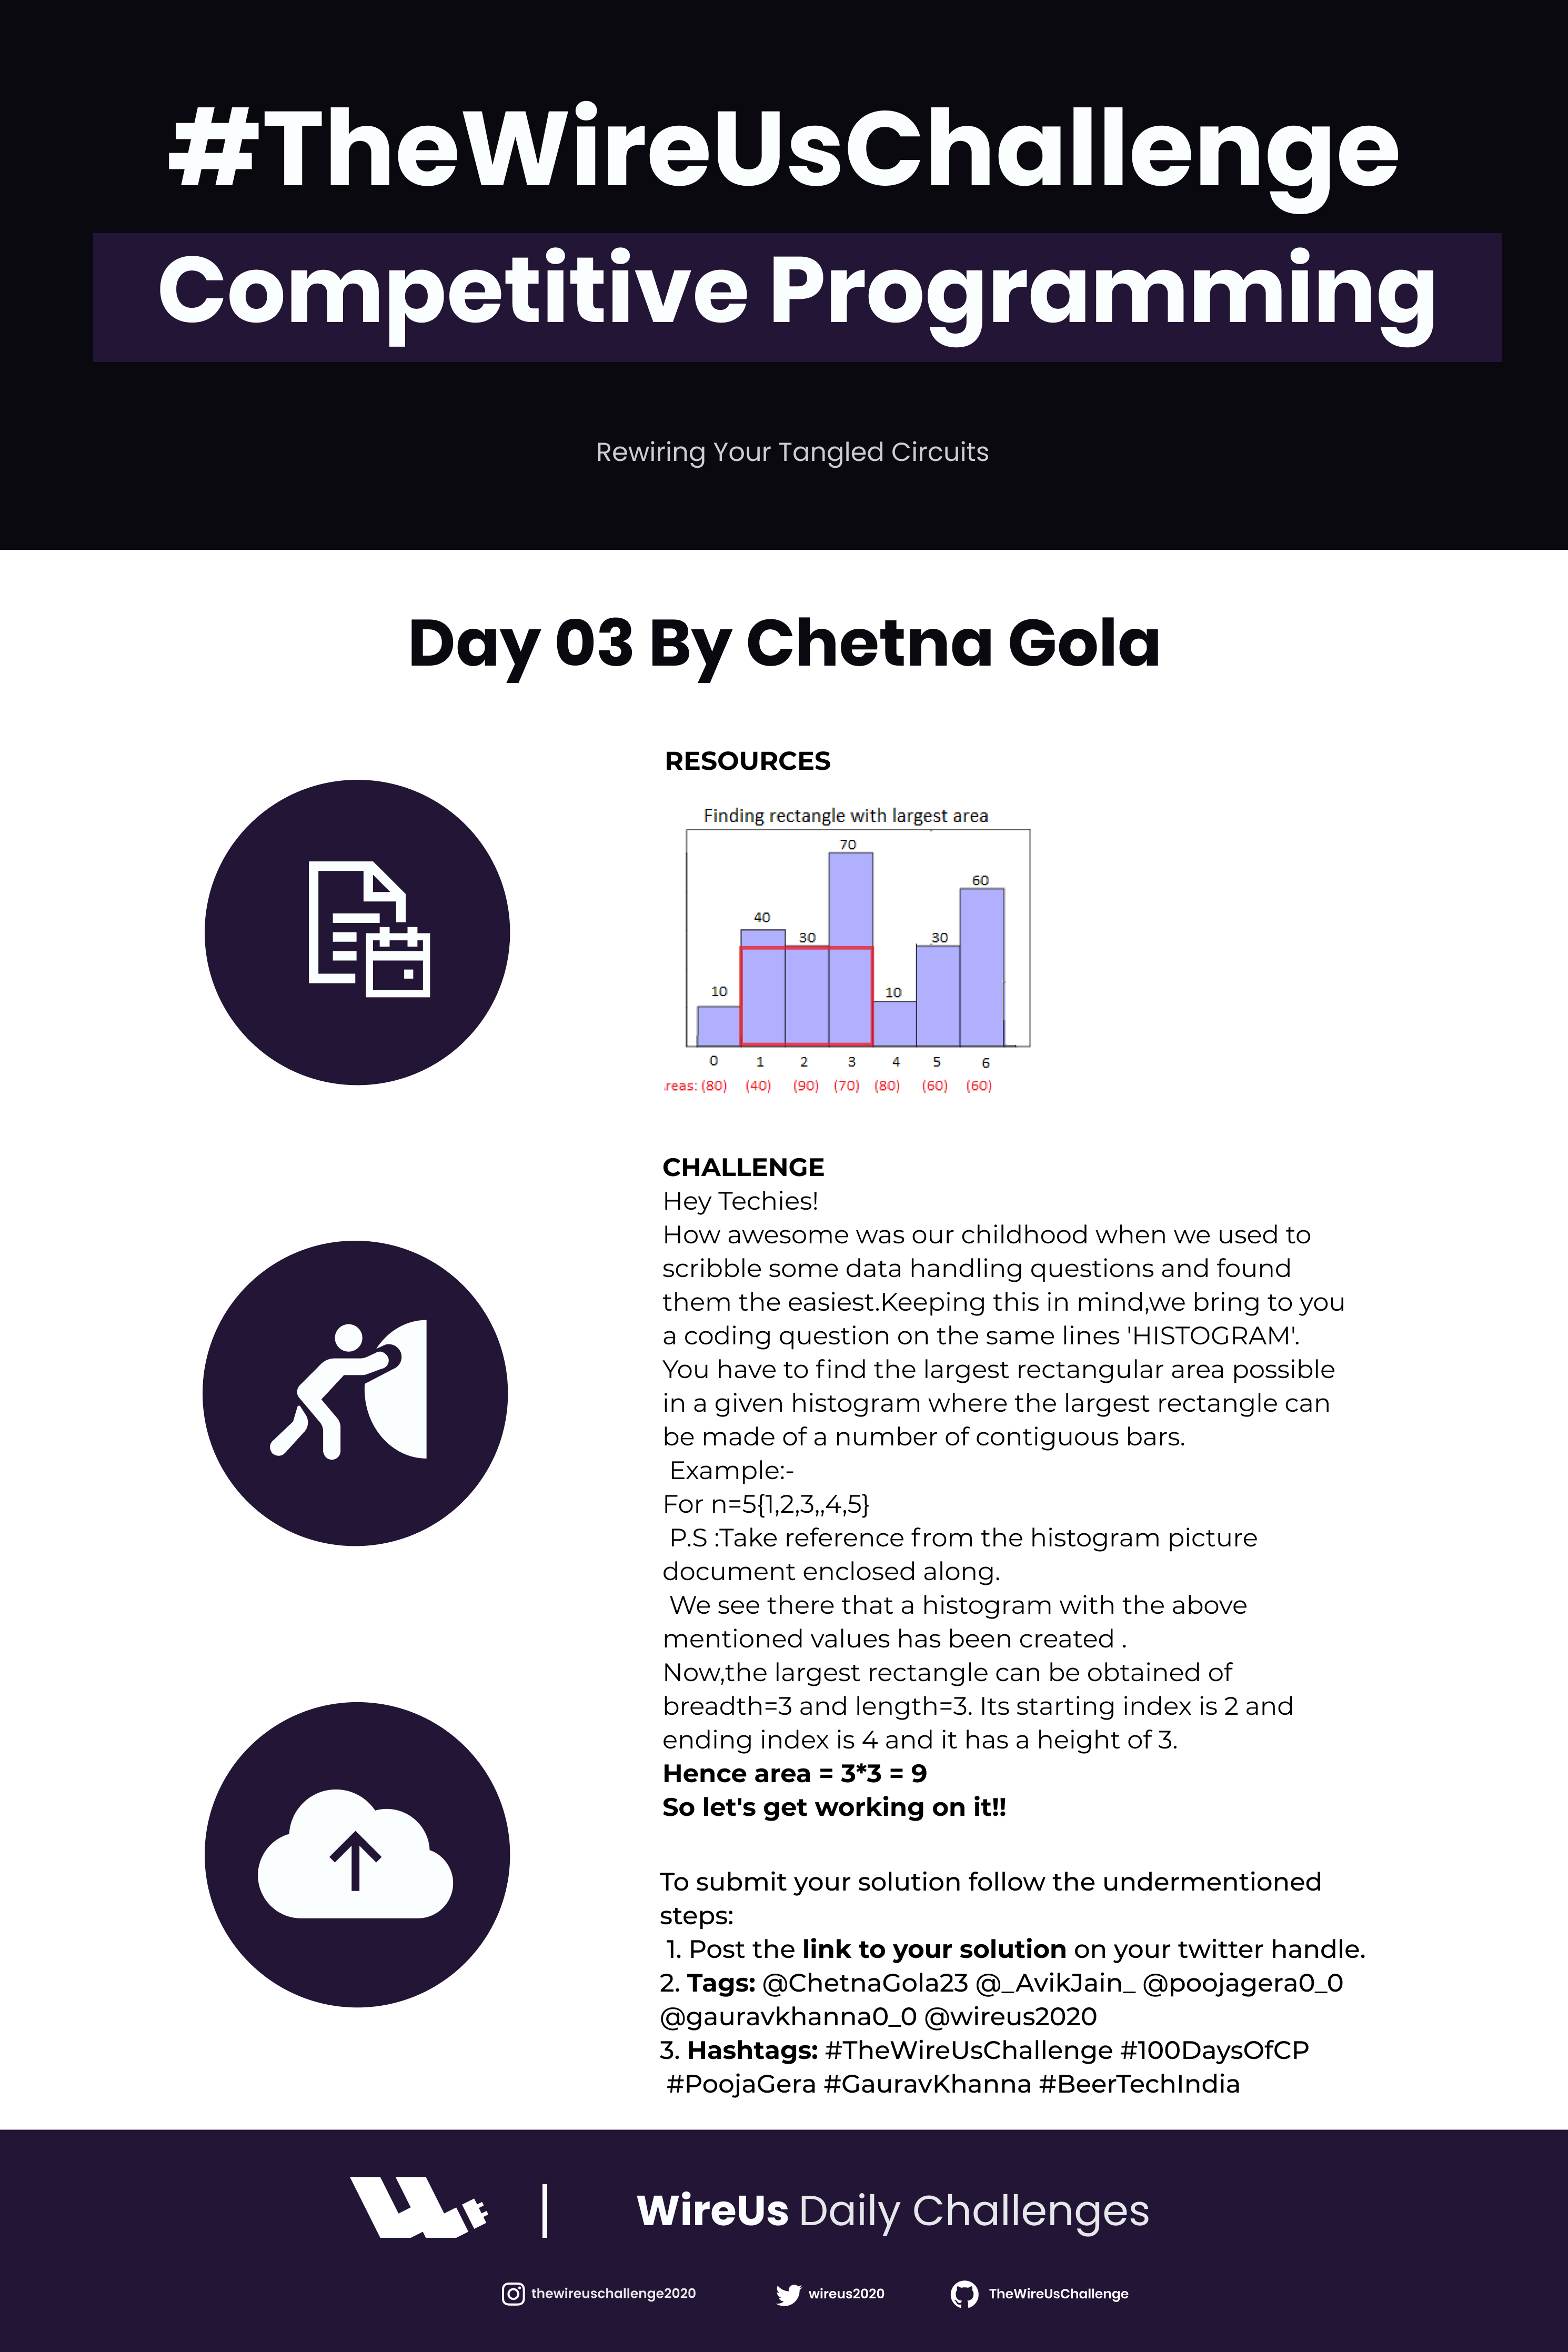 #TheWireUsChallenge
Competitive Programming
Rewiring Your Tangled Circuits
Day 03 By Chetna Gola
RESOURCES
Finding rectangle with largest area
10 40 30 70 10 30 60
0 1 2 3 4 5 6
reas: (80) (40) (90) (70) (80) (60) (60)
CHALLENGE
Hey Techies!
How awesome was our childhood when we used to
scribble some data handling questions and found
them the easiest.Keeping this in mind,we bring to you
a coding question on the same lines 'HISTOGRAM'.
You have to find the largest rectangular area possible
in a given histogram where the largest rectangle can
be made of a number of contiguous bars.
Example:-
For n=5{1,2,3,,4,5}
P.S :Take reference from the histogram picture
document enclosed along.
We see there that a histogram with the above
mentioned values has been created .
Now,the largest rectangle can be obtained of
breadth=3 and length=3. Its starting index is 2 and
ending index is 4 and it has a height of 3.
Hence area = 3*3 = 9
So let's get working on it!!
To submit your solution follow the undermentioned
steps:
1. Post the link to your solution on your twitter handle.
2. Tags: @ChetnaGola23 @_AvikJain_ @poojagera0_0
@gauravkhanna0_0 @wireus2020
3. Hashtags: #TheWireUsChallenge #100DaysOfCP
#PoojaGera #GauravKhanna #BeerTechIndia
WireUs Daily Challenges
thewireuschallenge2020 wireus2020 TheWireUsChallenge